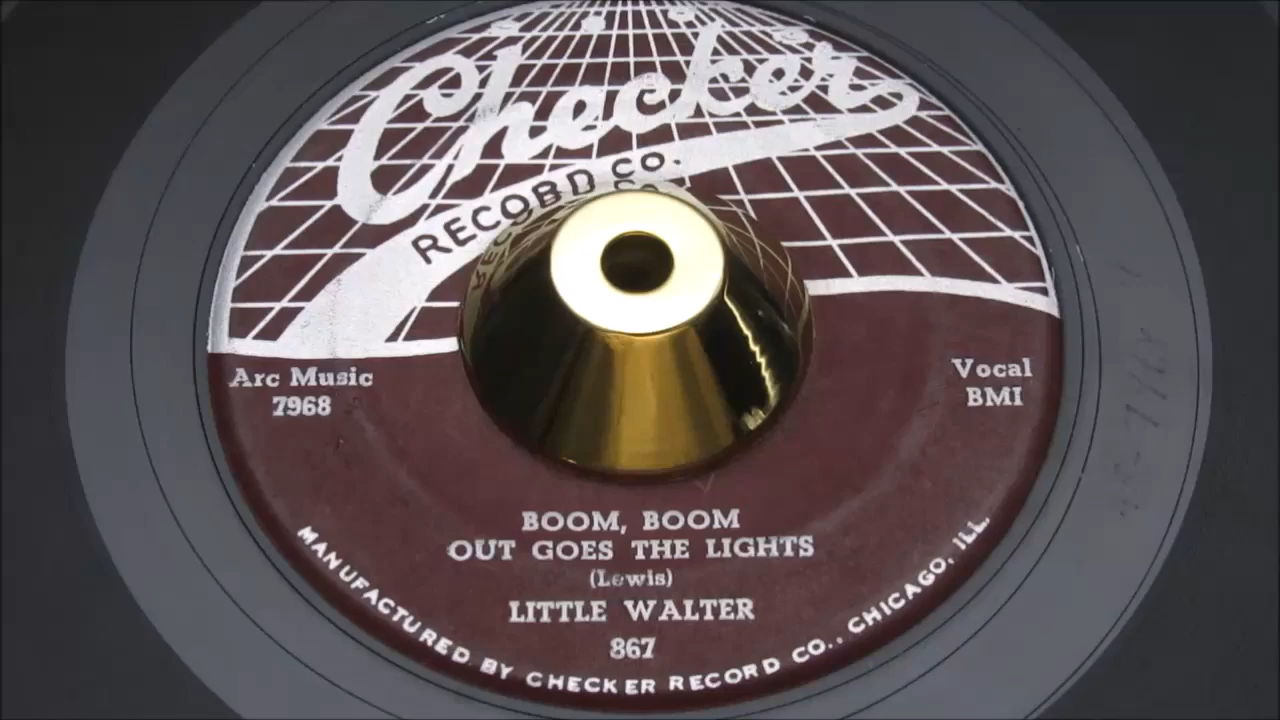 Checker
RECORD CO.
Arc Music
7968
Vocal
BMI
BOOM, BOOM
OUT GOES THE LIGHTS
(Lewis)
LITTLE WALTER
867
MANUFACTURED BY CHECKER RECORD CO., CHICAGO, ILL.